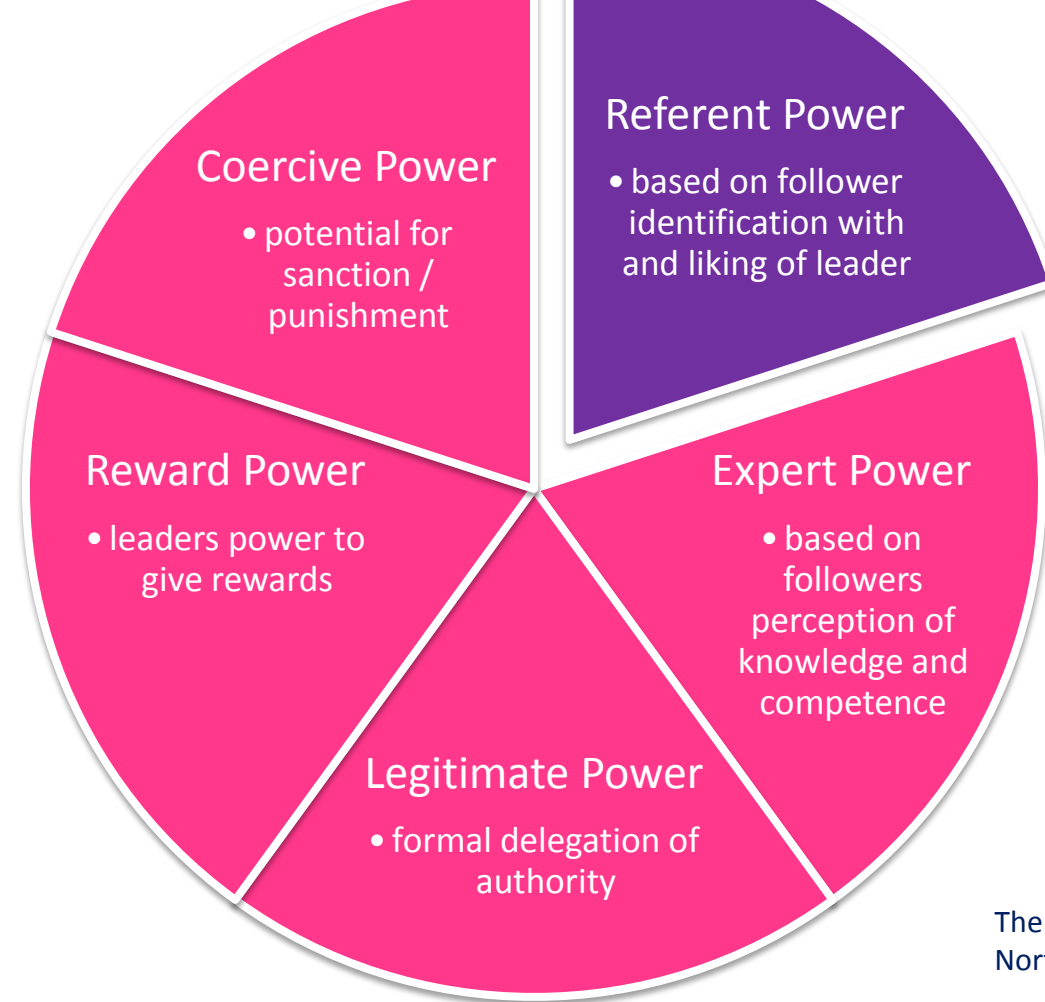 Referent Power
• based on follower
identification with
and liking of leader
Coercive Power
• potential for
sanction /
punishment
Reward Power
• leaders power to
give rewards
Expert Power
• based on
followers
perception of
knowledge and
competence
Legitimate Power
• formal delegation of
authority
The